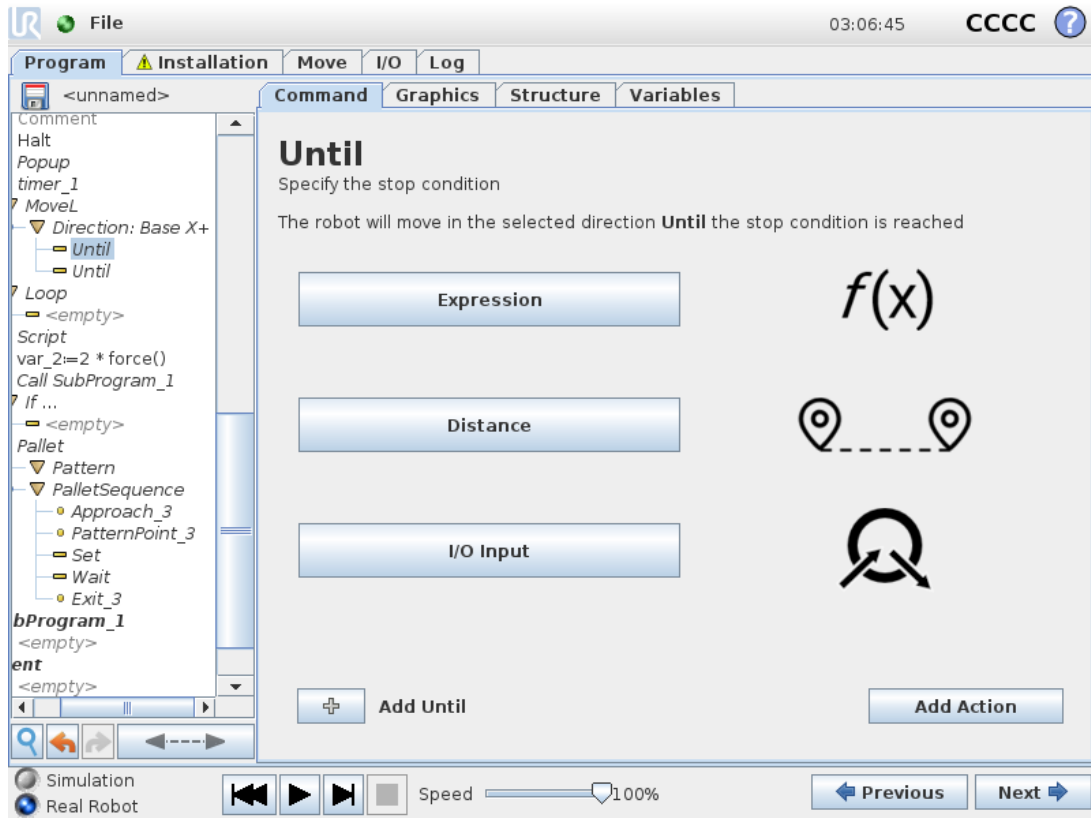 UR File 03:06:45 CCCC ?
Program Installation Move I/O Log
<unnamed> Command Graphics Structure Variables
Comment
Halt
Popup
timer_1
MoveL
Direction: Base X+
Until
Until
Loop
<empty>
Script
var_2:=2 * force()
Call SubProgram_1
If ...
<empty>
Pallet
Pattern
PalletSequence
Approach_3
PatternPoint_3
Set
Wait
Exit_3
bProgram_1
<empty>
ent
<empty>
Until
Specify the stop condition
The robot will move in the selected direction Until the stop condition is reached
Expression f(x)
Distance
I/O Input
Add Until Add Action
Simulation
Real Robot
Speed 100% Previous Next